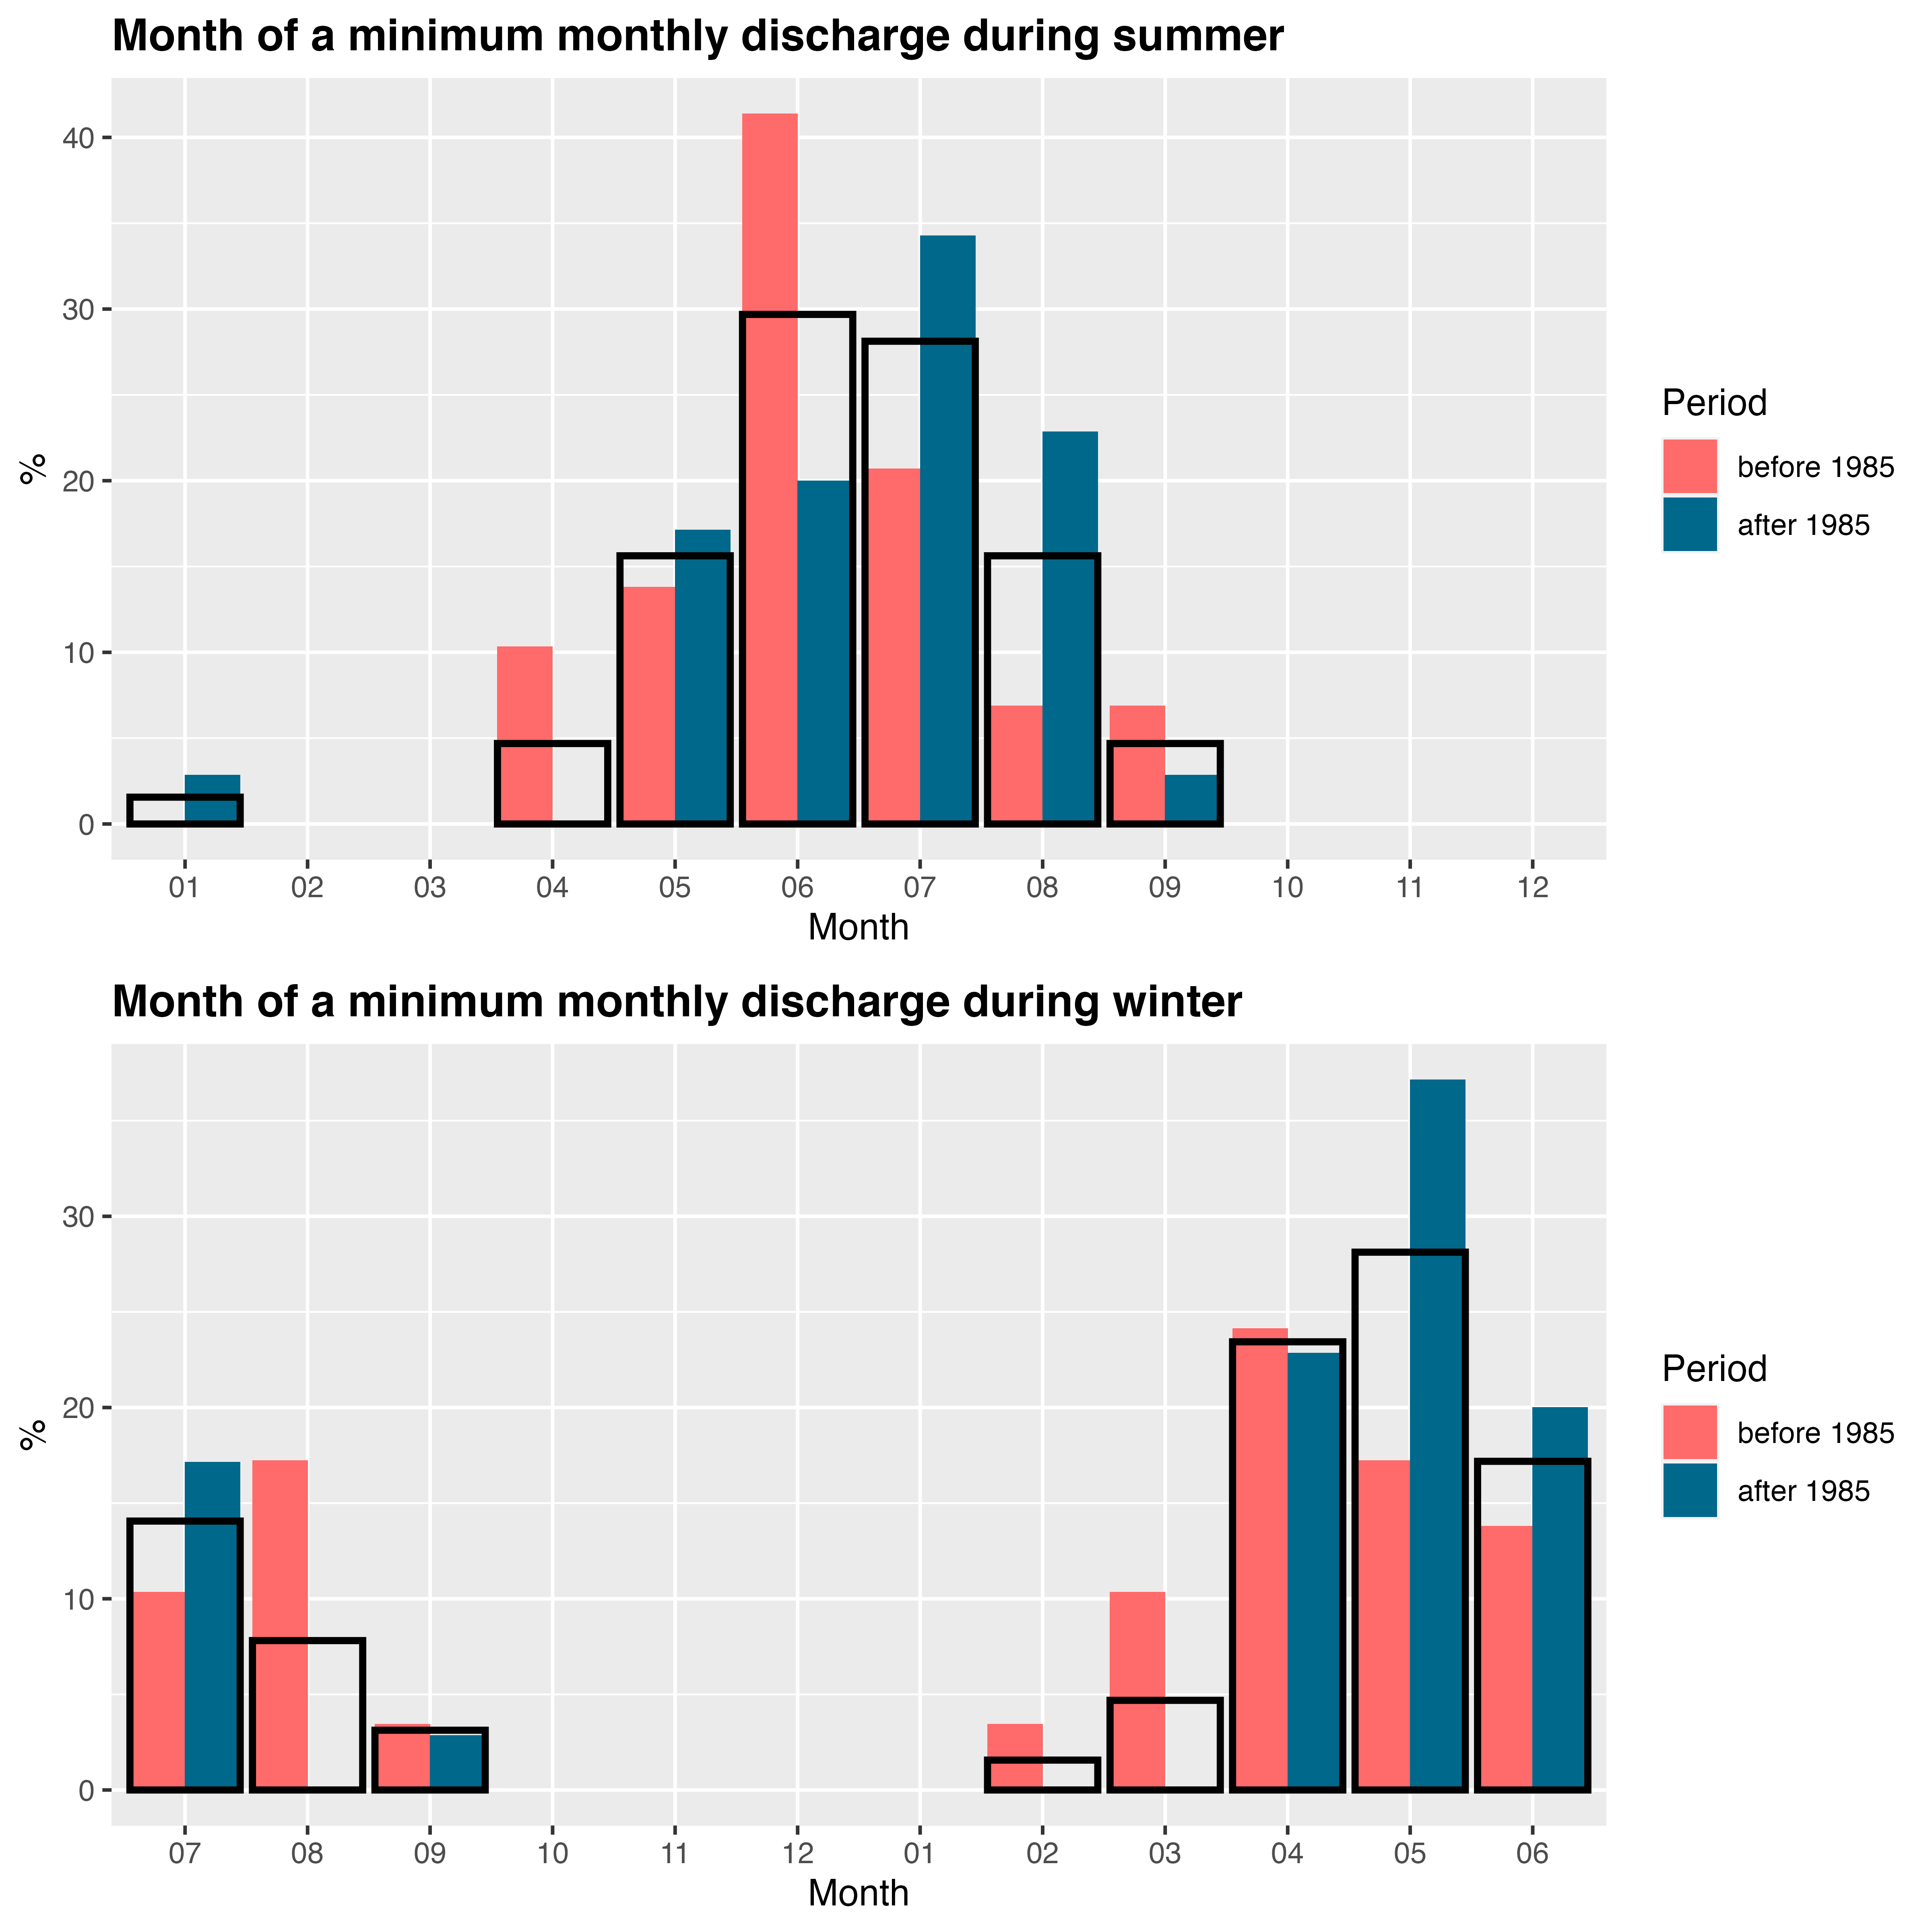 Month of a minimum monthly discharge during summer
40
30
20
10
0
%
01 02 03 04 05 06 07 08 09 10 11 12
Month
Period
before 1985
after 1985
Month of a minimum monthly discharge during winter
30
20
10
0
%
07 08 09 10 11 12 01 02 03 04 05 06
Month
Period
before 1985
after 1985